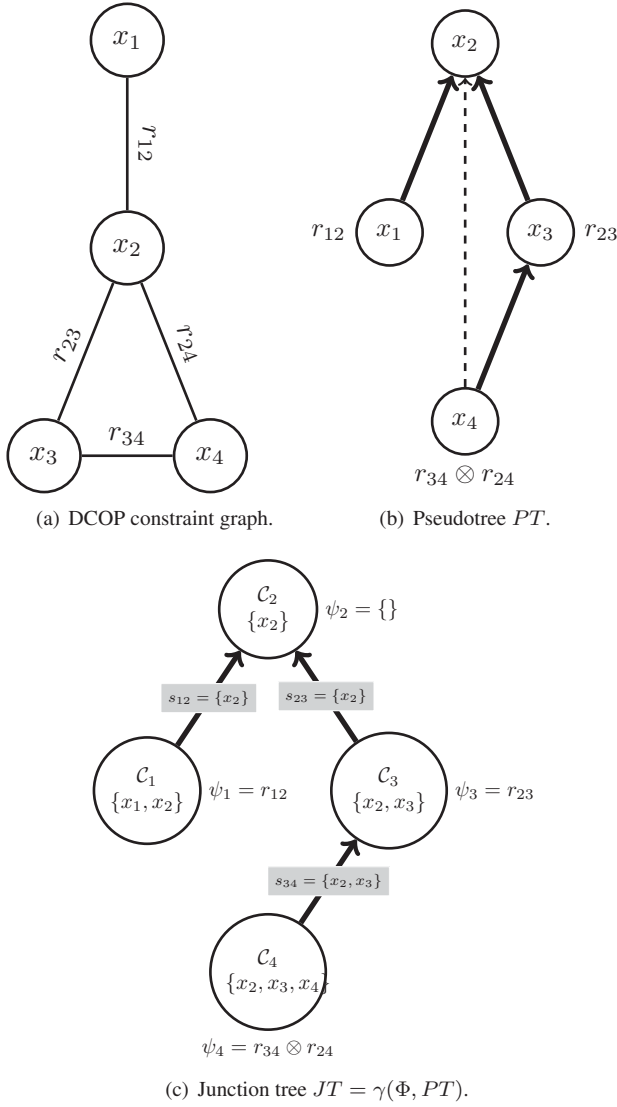 x₁
r₁₂
x₂
r₂₃
r₂₄
x₃
r₃₄
x₄
(a) DCOP constraint graph.
x₂
r₁₂
x₁
x₃
r₂₃
x₄
r₃₄ ⊗ r₂₄
(b) Pseudotree PT.
𝒞₂
{x₂}
ψ₂ = {}
s₁₂ = {x₂}
s₂₃ = {x₂}
𝒞₁
{x₁, x₂}
ψ₁ = r₁₂
𝒞₃
{x₂, x₃}
ψ₃ = r₂₃
s₃₄ = {x₂, x₃}
𝒞₄
{x₂, x₃, x₄}
ψ₄ = r₃₄ ⊗ r₂₄
(c) Junction tree JT = γ(Φ, PT).